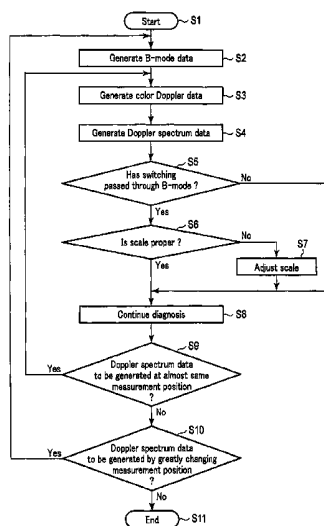 Start
S1
Generate B-mode data
S2
Generate color Doppler data
S3
Generate Doppler spectrum data
S4
S5
Has switching
passed through B-mode ?
No
Yes
S6
Is scale proper ?
No
S7
Adjust scale
Yes
Continue diagnosis
S8
S9
Doppler spectrum data
to be generated at almost same
measurement position
?
Yes
No
S10
Doppler spectrum data
to be generated by greatly changing
measurement position
?
Yes
No
End
S11